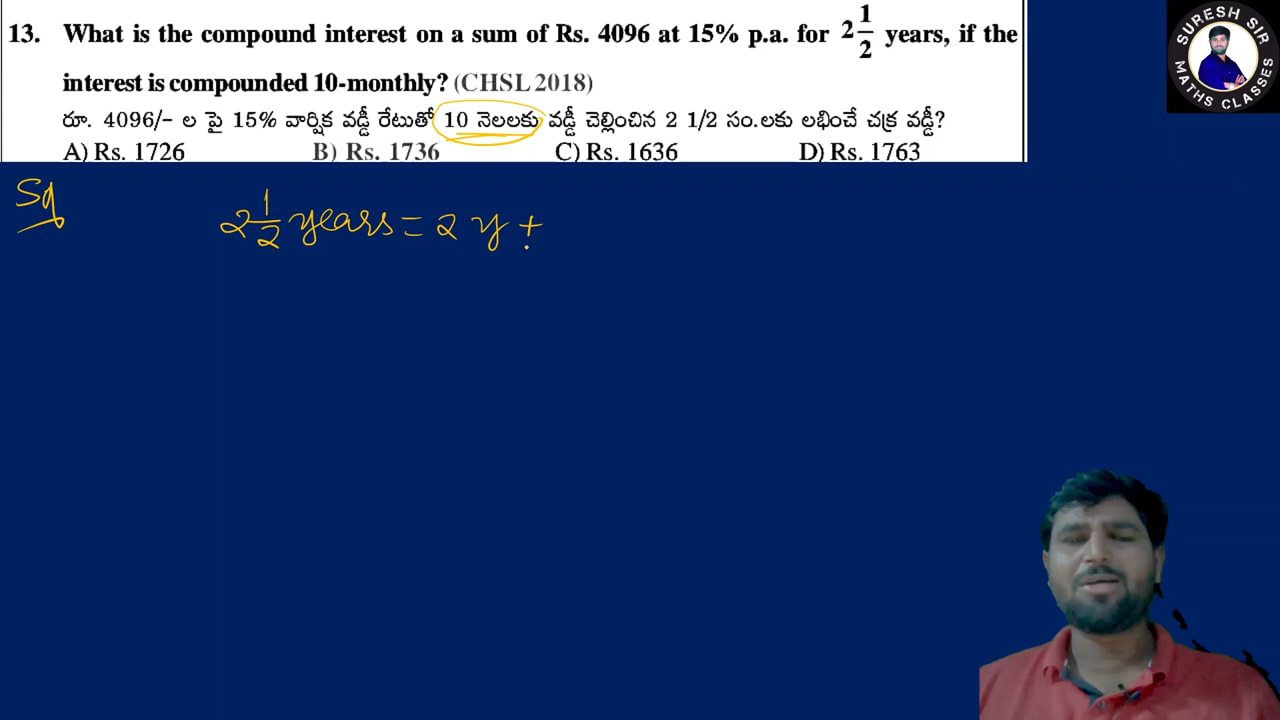 13. What is the compound interest on a sum of Rs. 4096 at 15% p.a. for 2 1/2 years, if the
interest is compounded 10-monthly? (CHSL 2018)
రూ. 4096/- ల పై 15% వార్షిక వడ్డీ రేటుతో 10 నెలలకు వడ్డీ చెల్లించిన 2 1/2 సం.లకు లభించే చక్ర వడ్డీ?
A) Rs. 1726 B) Rs. 1736 C) Rs. 1636 D) Rs. 1763
SURESH SIR
MATHS CLASSES
2 1/2 years = 2 y +